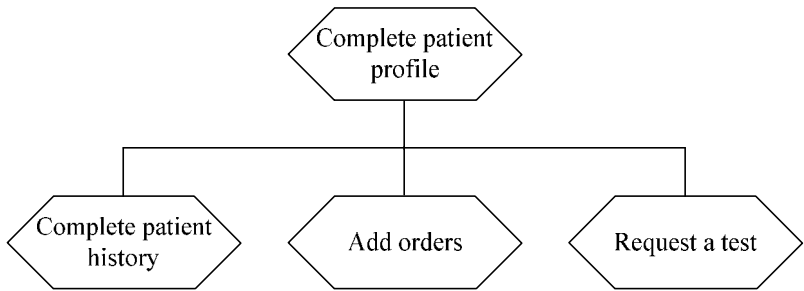 Complete patient
profile
Complete patient
history
Add orders
Request a test